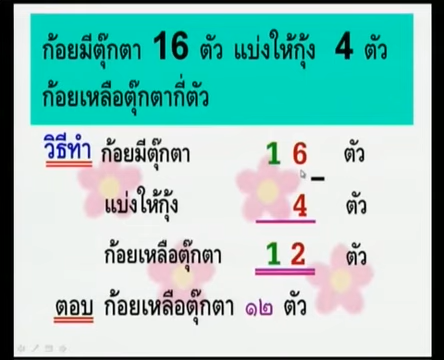 ก้อยมีตุ๊กตา 16 ตัว แบ่งให้กุ้ง 4 ตัว
ก้อยเหลือตุ๊กตากี่ตัว
วิธีทำ ก้อยมีตุ๊กตา 1 6 ตัว
-
แบ่งให้กุ้ง 4 ตัว
ก้อยเหลือตุ๊กตา 1 2 ตัว
ตอบ ก้อยเหลือตุ๊กตา ๑๒ ตัว